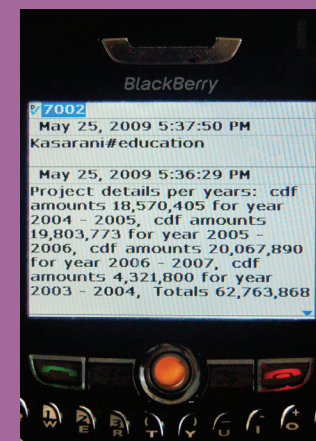 BlackBerry
7002
May 25, 2009 5:37:50 PM
Kasarani#education
May 25, 2009 5:36:29 PM
Project details per years: cdf
amounts 18,570,405 for year
2004 - 2005, cdf amounts
19,803,773 for year 2005 -
2006, cdf amounts 20,067,890
for year 2006 - 2007, cdf
amounts 4,321,800 for year
2003 - 2004, Totals 62,763,868
1 W
2 E
3 R
( T
) Y
U
I
+ O